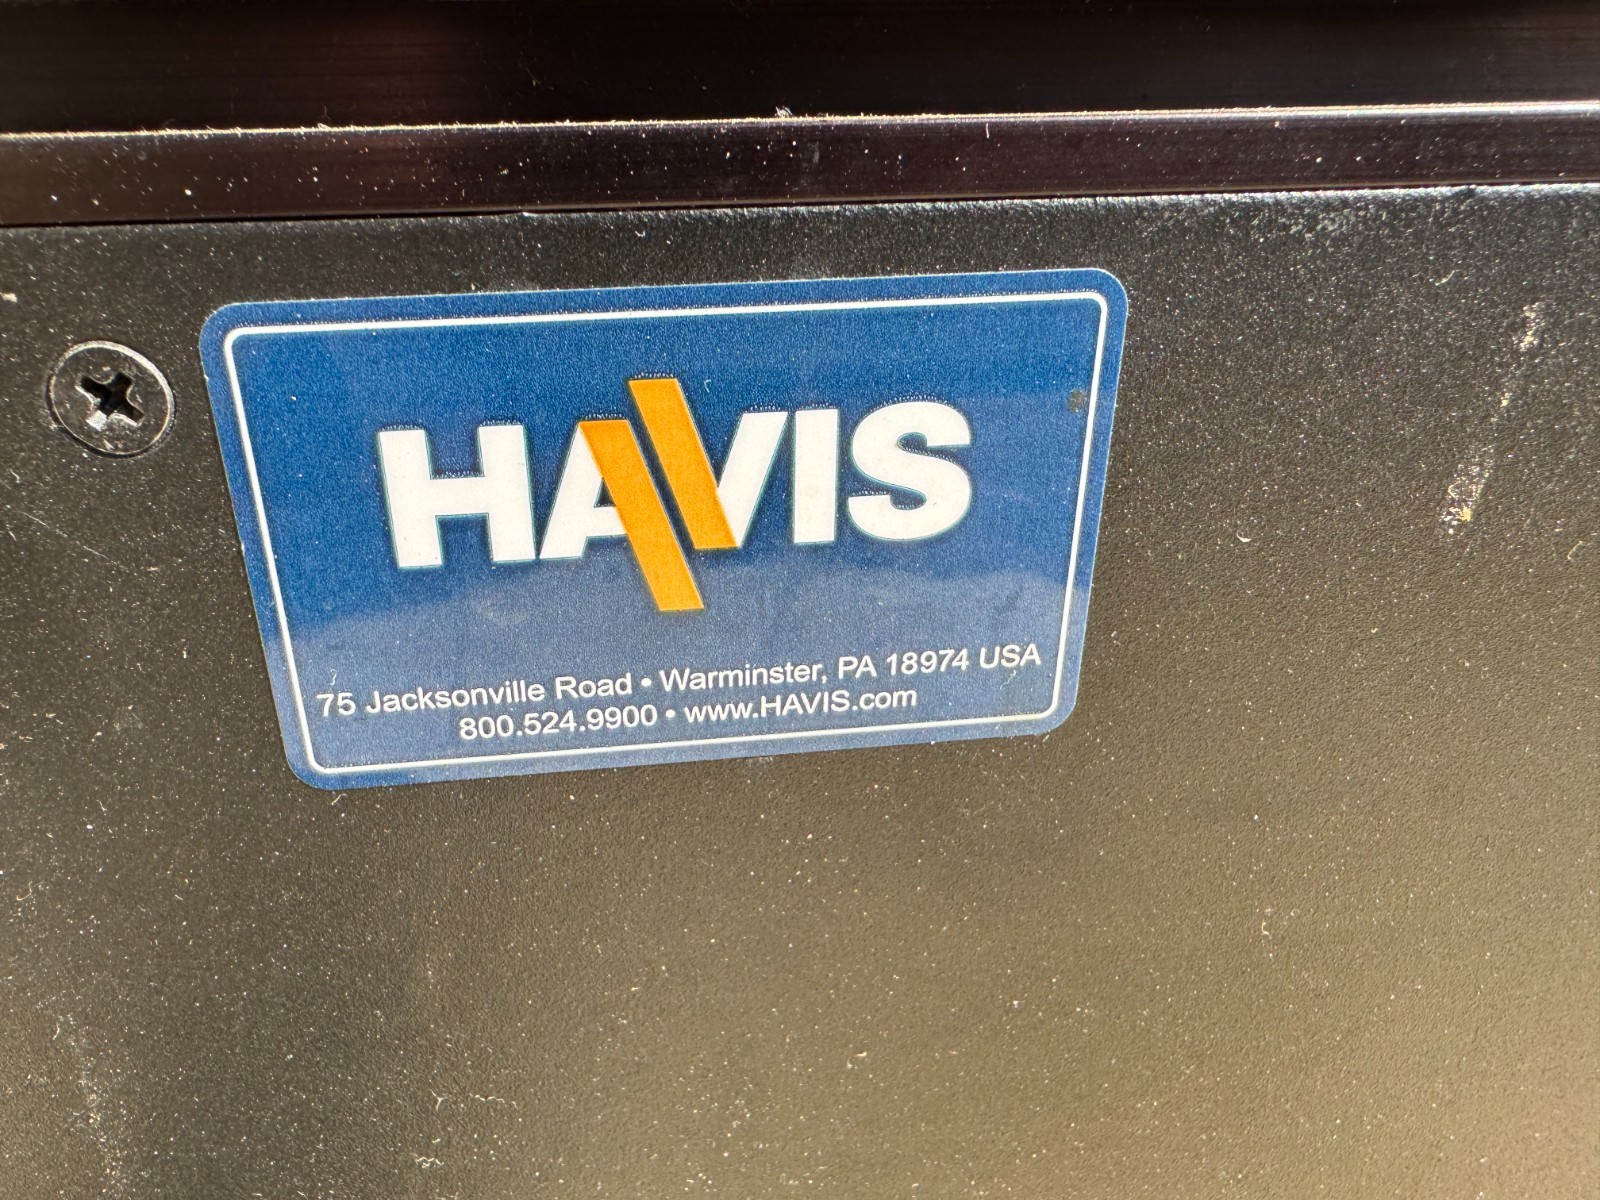 HAVIS
75 Jacksonville Road • Warminster, PA 18974 USA
800.524.9900 • www.HAVIS.com